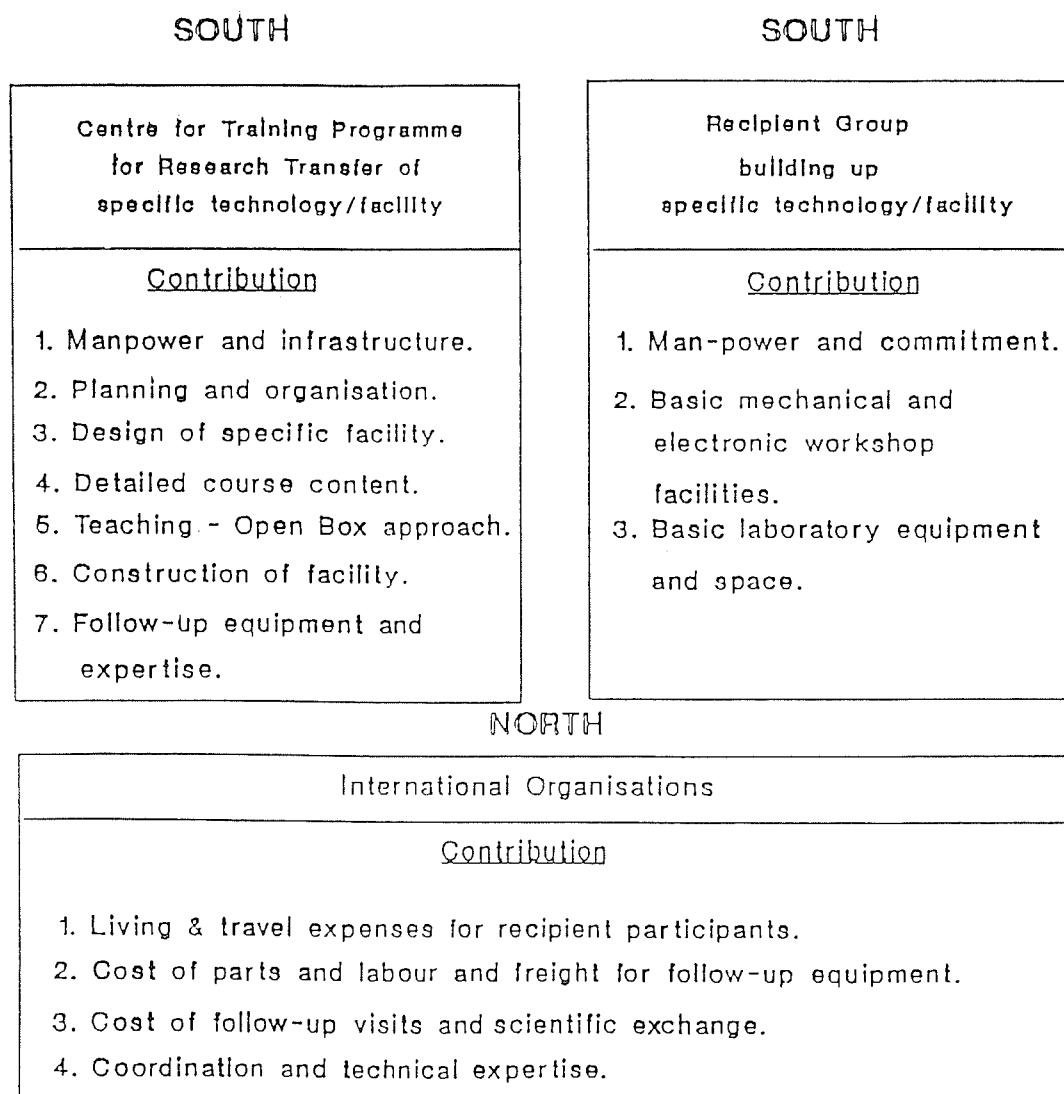 SOUTH
Centre for Training Programme
for Research Transfer of
specific technology/facility
Contribution
1. Manpower and infrastructure.
2. Planning and organisation.
3. Design of specific facility.
4. Detailed course content.
5. Teaching - Open Box approach.
6. Construction of facility.
7. Follow-up equipment and
expertise.
SOUTH
Recipient Group
building up
specific technology/facility
Contribution
1. Man-power and commitment.
2. Basic mechanical and
electronic workshop
facilities.
3. Basic laboratory equipment
and space.
NORTH
International Organisations
Contribution
1. Living & travel expenses for recipient participants.
2. Cost of parts and labour and freight for follow-up equipment.
3. Cost of follow-up visits and scientific exchange.
4. Coordination and technical expertise.